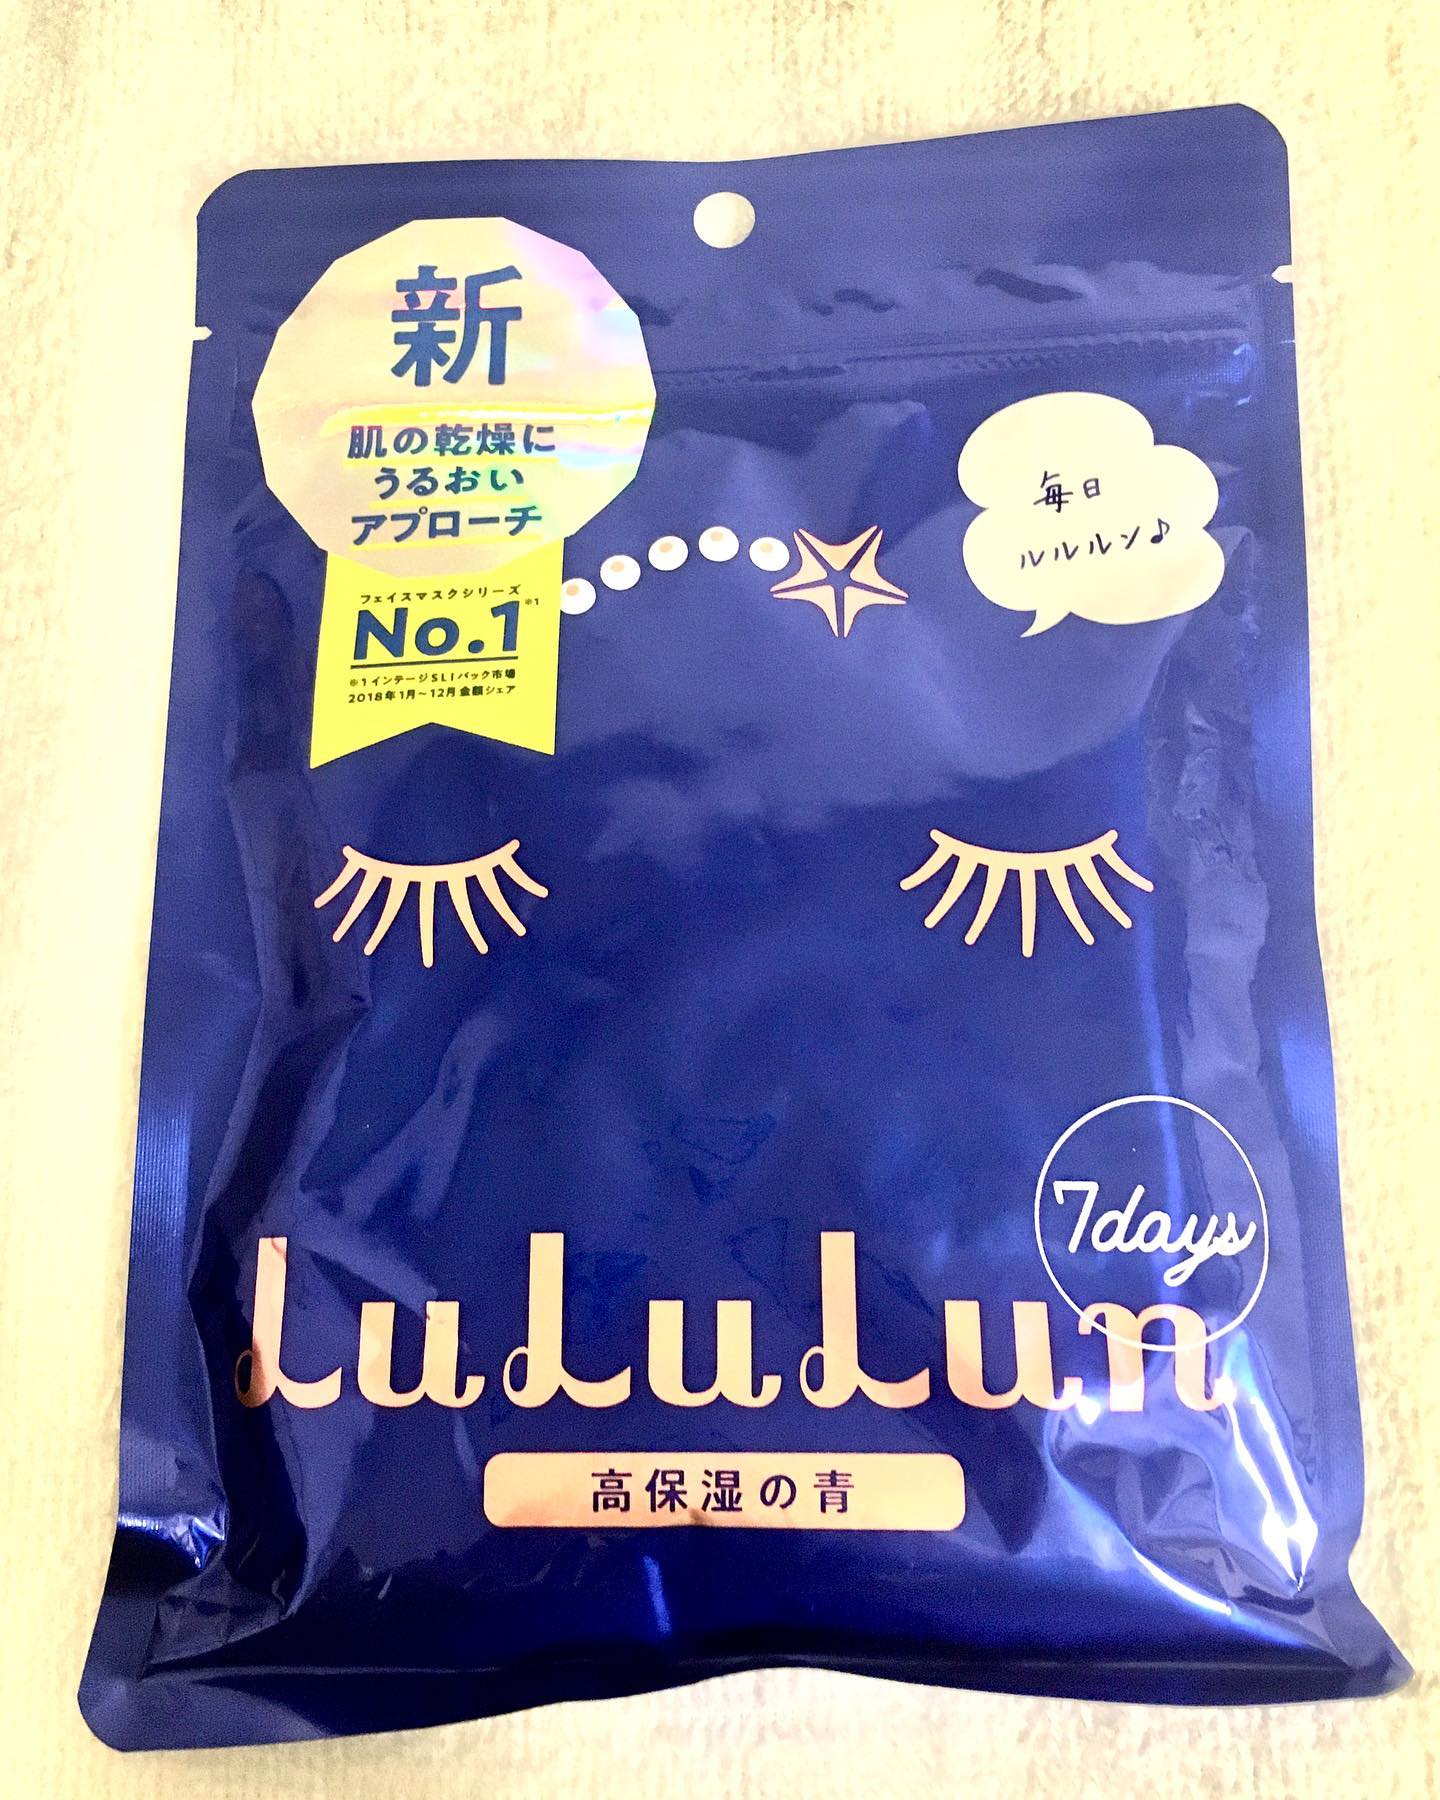 新
肌の乾燥に
うるおい
アプローチ
フェイスマスクシリーズ
No.1※1
※1インテージSLIパック市場
2018年1月〜12月金額シェア
毎日
ルルルン♪
7days
LuLuLun
高保湿の青